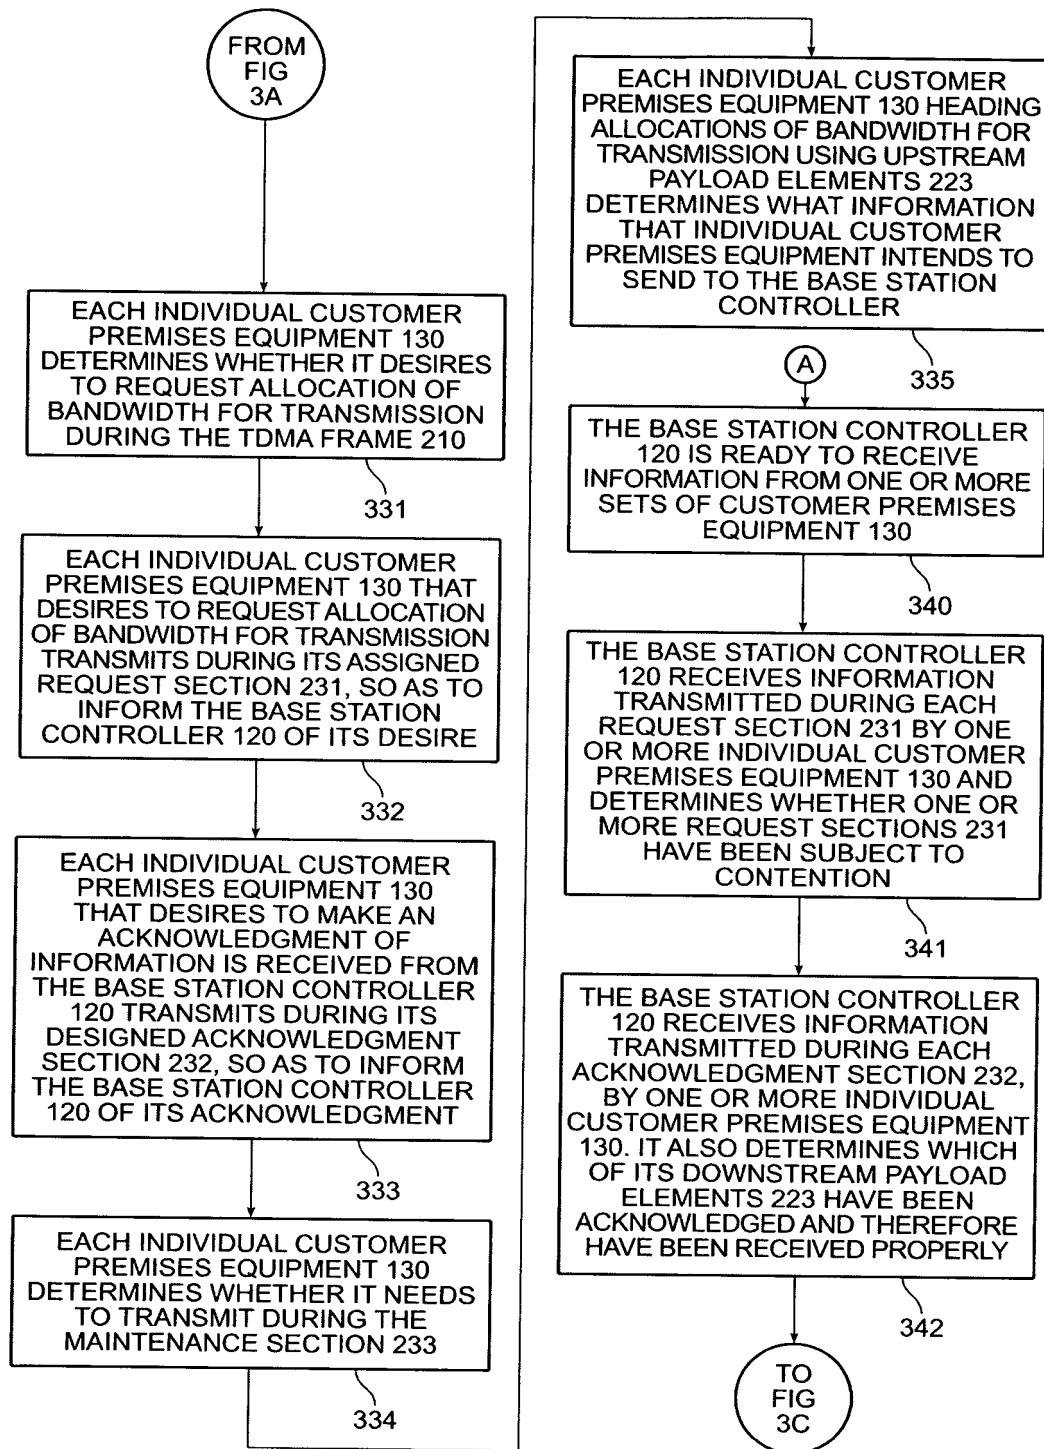 FROM
FIG
3A
EACH INDIVIDUAL CUSTOMER
PREMISES EQUIPMENT 130
DETERMINES WHETHER IT DESIRES
TO REQUEST ALLOCATION OF
BANDWIDTH FOR TRANSMISSION
DURING THE TDMA FRAME 210
331
EACH INDIVIDUAL CUSTOMER
PREMISES EQUIPMENT 130 THAT
DESIRES TO REQUEST ALLOCATION
OF BANDWIDTH FOR TRANSMISSION
TRANSMITS DURING ITS ASSIGNED
REQUEST SECTION 231, SO AS TO
INFORM THE BASE STATION
CONTROLLER 120 OF ITS DESIRE
332
EACH INDIVIDUAL CUSTOMER
PREMISES EQUIPMENT 130
THAT DESIRES TO MAKE AN
ACKNOWLEDGMENT OF
INFORMATION IS RECEIVED FROM
THE BASE STATION CONTROLLER
120 TRANSMITS DURING ITS
DESIGNED ACKNOWLEDGMENT
SECTION 232, SO AS TO INFORM
THE BASE STATION CONTROLLER
120 OF ITS ACKNOWLEDGMENT
333
EACH INDIVIDUAL CUSTOMER
PREMISES EQUIPMENT 130
DETERMINES WHETHER IT NEEDS
TO TRANSMIT DURING THE
MAINTENANCE SECTION 233
334
EACH INDIVIDUAL CUSTOMER
PREMISES EQUIPMENT 130 HEADING
ALLOCATIONS OF BANDWIDTH FOR
TRANSMISSION USING UPSTREAM
PAYLOAD ELEMENTS 223
DETERMINES WHAT INFORMATION
THAT INDIVIDUAL CUSTOMER
PREMISES EQUIPMENT INTENDS TO
SEND TO THE BASE STATION
CONTROLLER
335
A
THE BASE STATION CONTROLLER
120 IS READY TO RECEIVE
INFORMATION FROM ONE OR MORE
SETS OF CUSTOMER PREMISES
EQUIPMENT 130
340
THE BASE STATION CONTROLLER
120 RECEIVES INFORMATION
TRANSMITTED DURING EACH
REQUEST SECTION 231 BY ONE
OR MORE INDIVIDUAL CUSTOMER
PREMISES EQUIPMENT 130 AND
DETERMINES WHETHER ONE OR
MORE REQUEST SECTIONS 231
HAVE BEEN SUBJECT TO
CONTENTION
341
THE BASE STATION CONTROLLER
120 RECEIVES INFORMATION
TRANSMITTED DURING EACH
ACKNOWLEDGMENT SECTION 232,
BY ONE OR MORE INDIVIDUAL
CUSTOMER PREMISES EQUIPMENT
130. IT ALSO DETERMINES WHICH
OF ITS DOWNSTREAM PAYLOAD
ELEMENTS 223 HAVE BEEN
ACKNOWLEDGED AND THEREFORE
HAVE BEEN RECEIVED PROPERLY
342
TO
FIG
3C